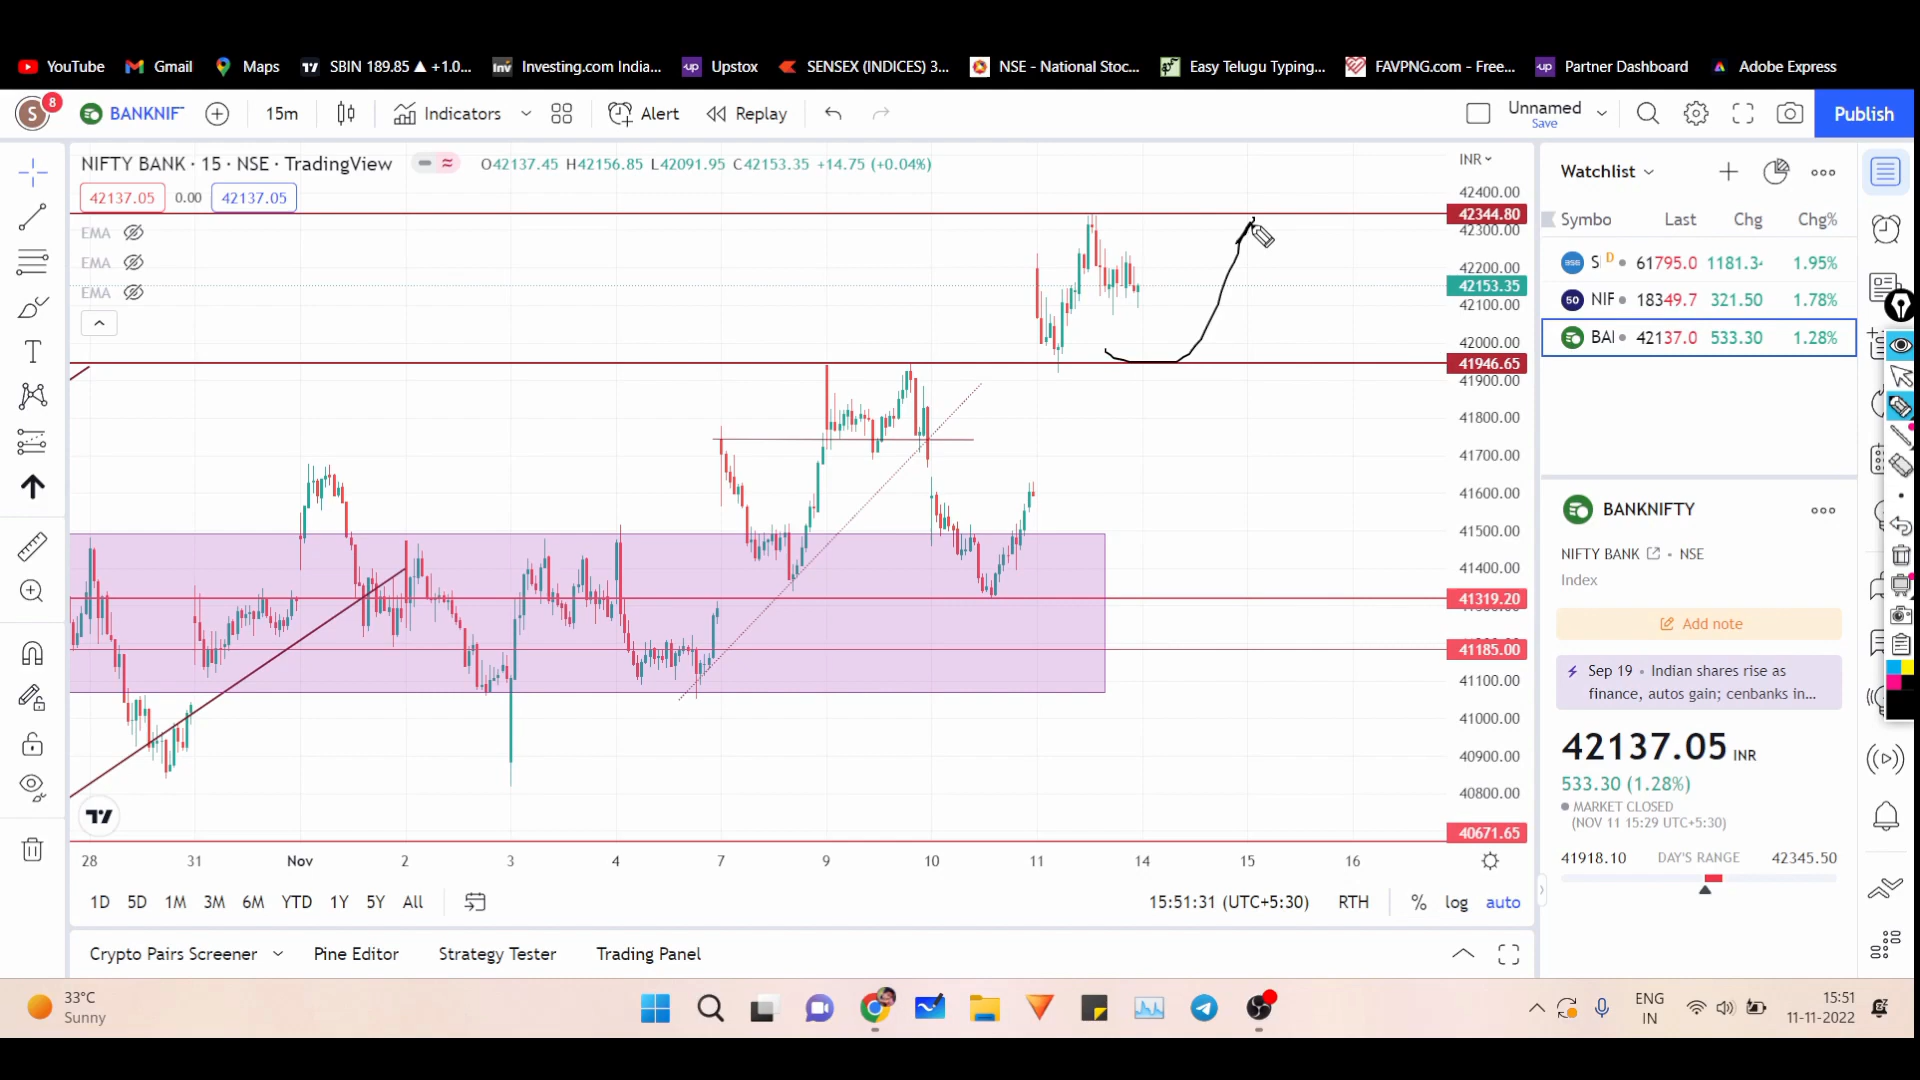 YouTube Gmail Maps SBIN 189.85 ▲ +1.0... Investing.com India... Upstox SENSEX (INDICES) 3... NSE - National Stoc... Easy Telugu Typing... FAVPNG.com - Free... Partner Dashboard Adobe Express
S 8 BANKNIF 15m Indicators Alert Replay Unnamed Save Publish
NIFTY BANK · 15 · NSE · TradingView O42137.45 H42156.85 L42091.95 C42153.35 +14.75 (+0.04%) INR
42137.05 0.00 42137.05
EMA
EMA
EMA
42400.00
42344.80
42300.00
42200.00
42153.35
42100.00
42000.00
41946.65
41900.00
41800.00
41700.00
41600.00
41500.00
41400.00
41319.20
41185.00
41100.00
41000.00
40900.00
40800.00
40671.65
28 31 Nov 2 3 4 7 9 10 11 14 15 16
1D 5D 1M 3M 6M YTD 1Y 5Y All 15:51:31 (UTC+5:30) RTH % log auto
Crypto Pairs Screener Pine Editor Strategy Tester Trading Panel
Watchlist
Symbo Last Chg Chg%
S D 61795.0 1181.3 1.95%
50 NIF 18349.7 321.50 1.78%
BAI 42137.0 533.30 1.28%
BANKNIFTY
NIFTY BANK • NSE
Index
Add note
Sep 19 • Indian shares rise as
finance, autos gain; cenbanks in...
42137.05 INR
533.30 (1.28%)
MARKET CLOSED
(NOV 11 15:29 UTC+5:30)
41918.10 DAY'S RANGE 42345.50
33°C
Sunny
ENG
IN
15:51
11-11-2022